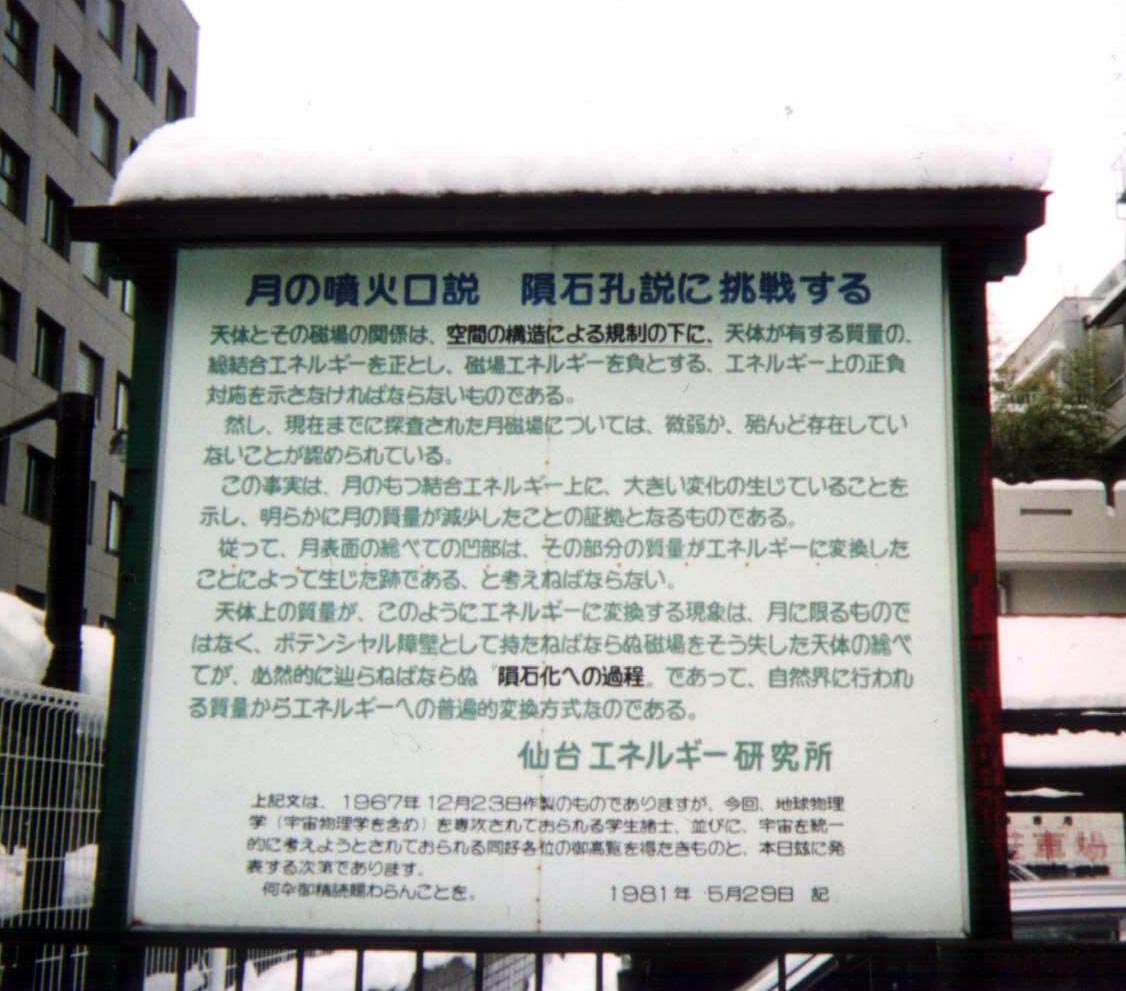 月の噴火口説　隕石孔説に挑戦する
天体とその磁場の関係は、空間の構造による規制の下に、天体が有する質量の、
総結合エネルギーを正とし、磁場エネルギーを負とする、エネルギー上の正負
対応を示さなければならないものである。
然し、現在までに探査された月磁場については、微弱か、殆んど存在してい
ないことが認められている。
この事実は、月のもつ結合エネルギー上に、大きい変化の生じていることを
示し、明らかに月の質量が減少したことの証拠となるものである。
従って、月表面の総べての凹部は、その部分の質量がエネルギーに変換した
ことによって生じた跡である、と考えねばならない。
天体上の質量が、このようにエネルギーに変換する現象は、月に限るもので
はなく、ポテンシャル障壁として持たねばならぬ磁場をそう失した天体の総べ
てが、必然的に辿らねばならぬ〝隕石化への過程〟であって、自然界に行われ
る質量からエネルギーへの普遍的変換方式なのである。
仙台エネルギー研究所
上記文は、1967年12月23日作製のものでありますが、今回、地球物理
学（宇宙物理学を含め）を専攻されておられる学生諸士、並びに、宇宙を統一
的に考えようとされておられる同好各位の御高覧を得たきものと、本日玆に発
表する次第であります。
何卒御精読賜わらんことを。　1981年 5月29日 記
車場